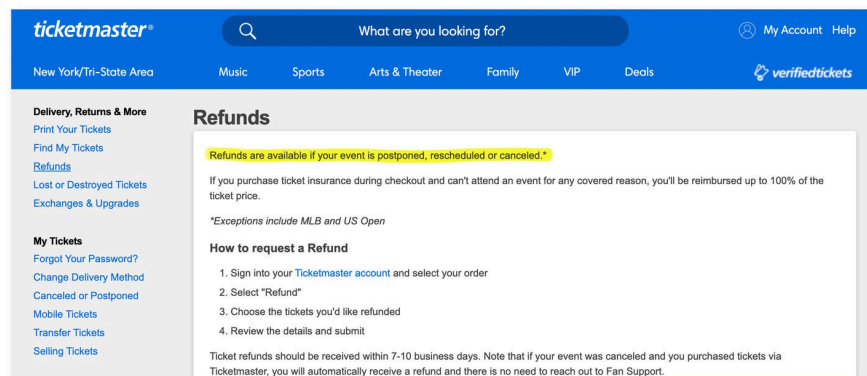 ticketmaster®
What are you looking for?
My Account Help
New York/Tri-State Area
Music Sports Arts & Theater Family VIP Deals
verifiedtickets
Delivery, Returns & More
Print Your Tickets
Find My Tickets
Refunds
Lost or Destroyed Tickets
Exchanges & Upgrades
My Tickets
Forgot Your Password?
Change Delivery Method
Canceled or Postponed
Mobile Tickets
Transfer Tickets
Selling Tickets
Refunds
Refunds are available if your event is postponed, rescheduled or canceled.*
If you purchase ticket insurance during checkout and can't attend an event for any covered reason, you'll be reimbursed up to 100% of the
ticket price.
*Exceptions include MLB and US Open
How to request a Refund
1. Sign into your Ticketmaster account and select your order
2. Select "Refund"
3. Choose the tickets you'd like refunded
4. Review the details and submit
Ticket refunds should be received within 7-10 business days. Note that if your event was canceled and you purchased tickets via
Ticketmaster, you will automatically receive a refund and there is no need to reach out to Fan Support.